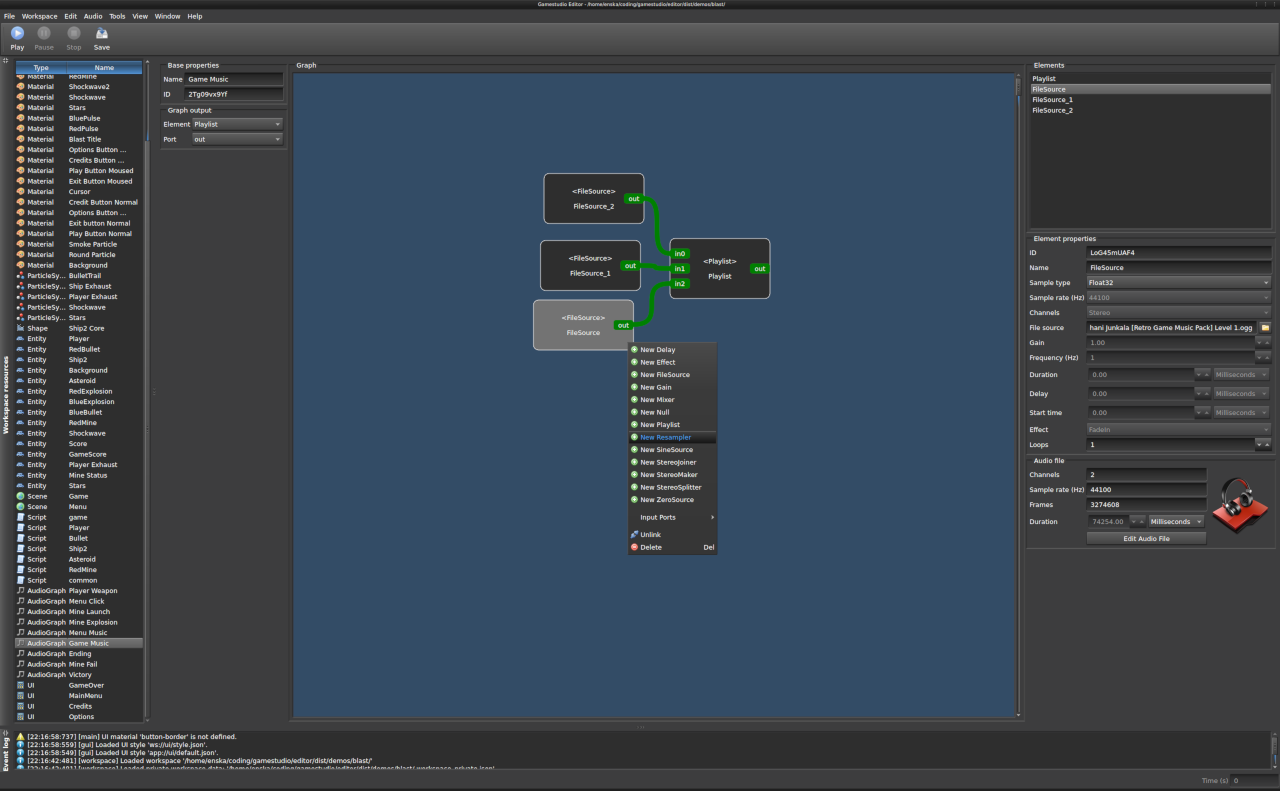 Gamestudio Editor - /home/enska/coding/gamestudio/editor/dist/demos/blast/
File Workspace Edit Audio Tools View Window Help
Play Pause Stop Save
Workspace resources
Type Name
Material RedMine
Material Shockwave2
Material Shockwave
Material Stars
Material BluePulse
Material RedPulse
Material Blast Title
Material Options Button ...
Material Credits Button ...
Material Play Button Moused
Material Exit Button Moused
Material Cursor
Material Credit Button Normal
Material Options Button ...
Material Exit button Normal
Material Play Button Normal
Material Smoke Particle
Material Round Particle
Material Background
ParticleSy... BulletTrail
ParticleSy... Ship Exhaust
ParticleSy... Player Exhaust
ParticleSy... Shockwave
ParticleSy... Stars
Shape Ship2 Core
Entity Player
Entity RedBullet
Entity Ship2
Entity Background
Entity Asteroid
Entity RedExplosion
Entity BlueExplosion
Entity BlueBullet
Entity RedMine
Entity Shockwave
Entity Score
Entity GameScore
Entity Player Exhaust
Entity Mine Status
Entity Stars
Scene Game
Scene Menu
Script game
Script Player
Script Bullet
Script Ship2
Script Asteroid
Script RedMine
Script common
AudioGraph Player Weapon
AudioGraph Menu Click
AudioGraph Mine Launch
AudioGraph Mine Explosion
AudioGraph Menu Music
AudioGraph Game Music
AudioGraph Ending
AudioGraph Mine Fail
AudioGraph Victory
UI GameOver
UI MainMenu
UI Credits
UI Options
Base properties
Name Game Music
ID 2Tg09vx9Yf
Graph output
Element Playlist
Port out
Graph
<FileSource>
FileSource_2
out
<FileSource>
FileSource_1
out
<FileSource>
FileSource
out
in0
in1
in2
<Playlist>
Playlist
out
New Delay
New Effect
New FileSource
New Gain
New Mixer
New Null
New Playlist
New Resampler
New SineSource
New StereoJoiner
New StereoMaker
New StereoSplitter
New ZeroSource
Input Ports
Unlink
Delete Del
Elements
Playlist
FileSource
FileSource_1
FileSource_2
Element properties
ID LoG45mUAF4
Name FileSource
Sample type Float32
Sample rate (Hz) 44100
Channels Stereo
File source hani Junkala [Retro Game Music Pack] Level 1.ogg
Gain 1.00
Frequency (Hz) 1
Duration 0.00 Milliseconds
Delay 0.00 Milliseconds
Start time 0.00 Milliseconds
Effect FadeIn
Loops 1
Audio file
Channels 2
Sample rate (Hz) 44100
Frames 3274608
Duration 74254.00 Milliseconds
Edit Audio File
Event log
[22:16:58:737] [main] UI material 'button-border' is not defined.
[22:16:58:559] [gui] Loaded UI style 'ws://ui/style.json'.
[22:16:58:549] [gui] Loaded UI style 'app://ui/default.json'.
[22:16:42:481] [workspace] Loaded workspace '/home/enska/coding/gamestudio/editor/dist/demos/blast/'
[22:16:42:481] [workspace] Loaded private workspace data: '/home/enska/coding/gamestudio/editor/dist/demos/blast/.workspace_private.json'
Time (s) 0